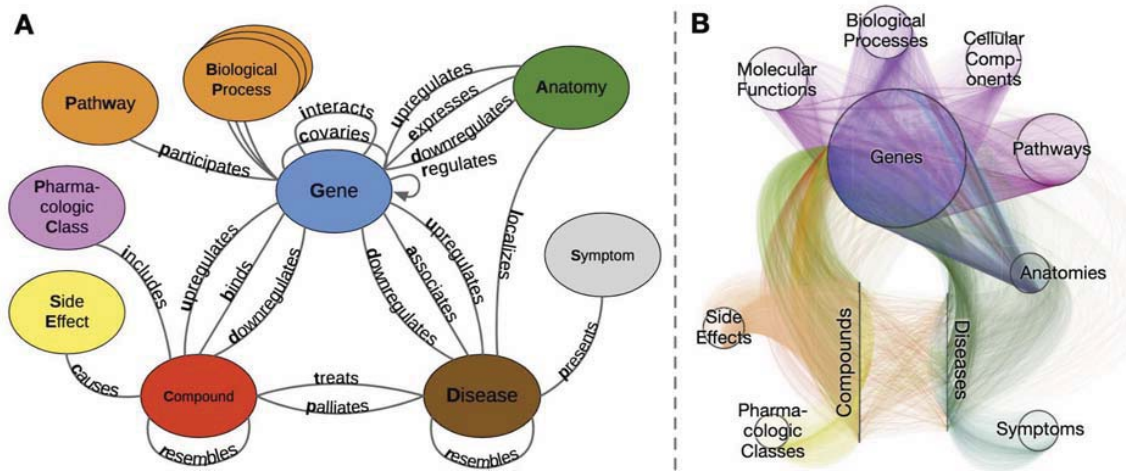 A
Pathway
Biological
Process
participates
interacts
covaries
Gene
upregulates
expresses
downregulates
regulates
Anatomy
Pharma-
cologic
Class
includes
upregulates
binds
downregulates
downregulates
associates
upregulates
localizes
Symptom
presents
Side
Effect
causes
Compound
treats
palliates
Disease
resembles
resembles
B
Biological
Processes
Cellular
Comp-
onents
Molecular
Functions
Genes
Pathways
Anatomies
Side
Effects
Compounds
Diseases
Pharma-
cologic
Classes
Symptoms